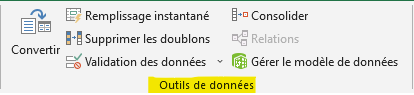 Convertir
Remplissage instantané
Supprimer les doublons
Validation des données
Consolider
Relations
Gérer le modèle de données
Outils de données